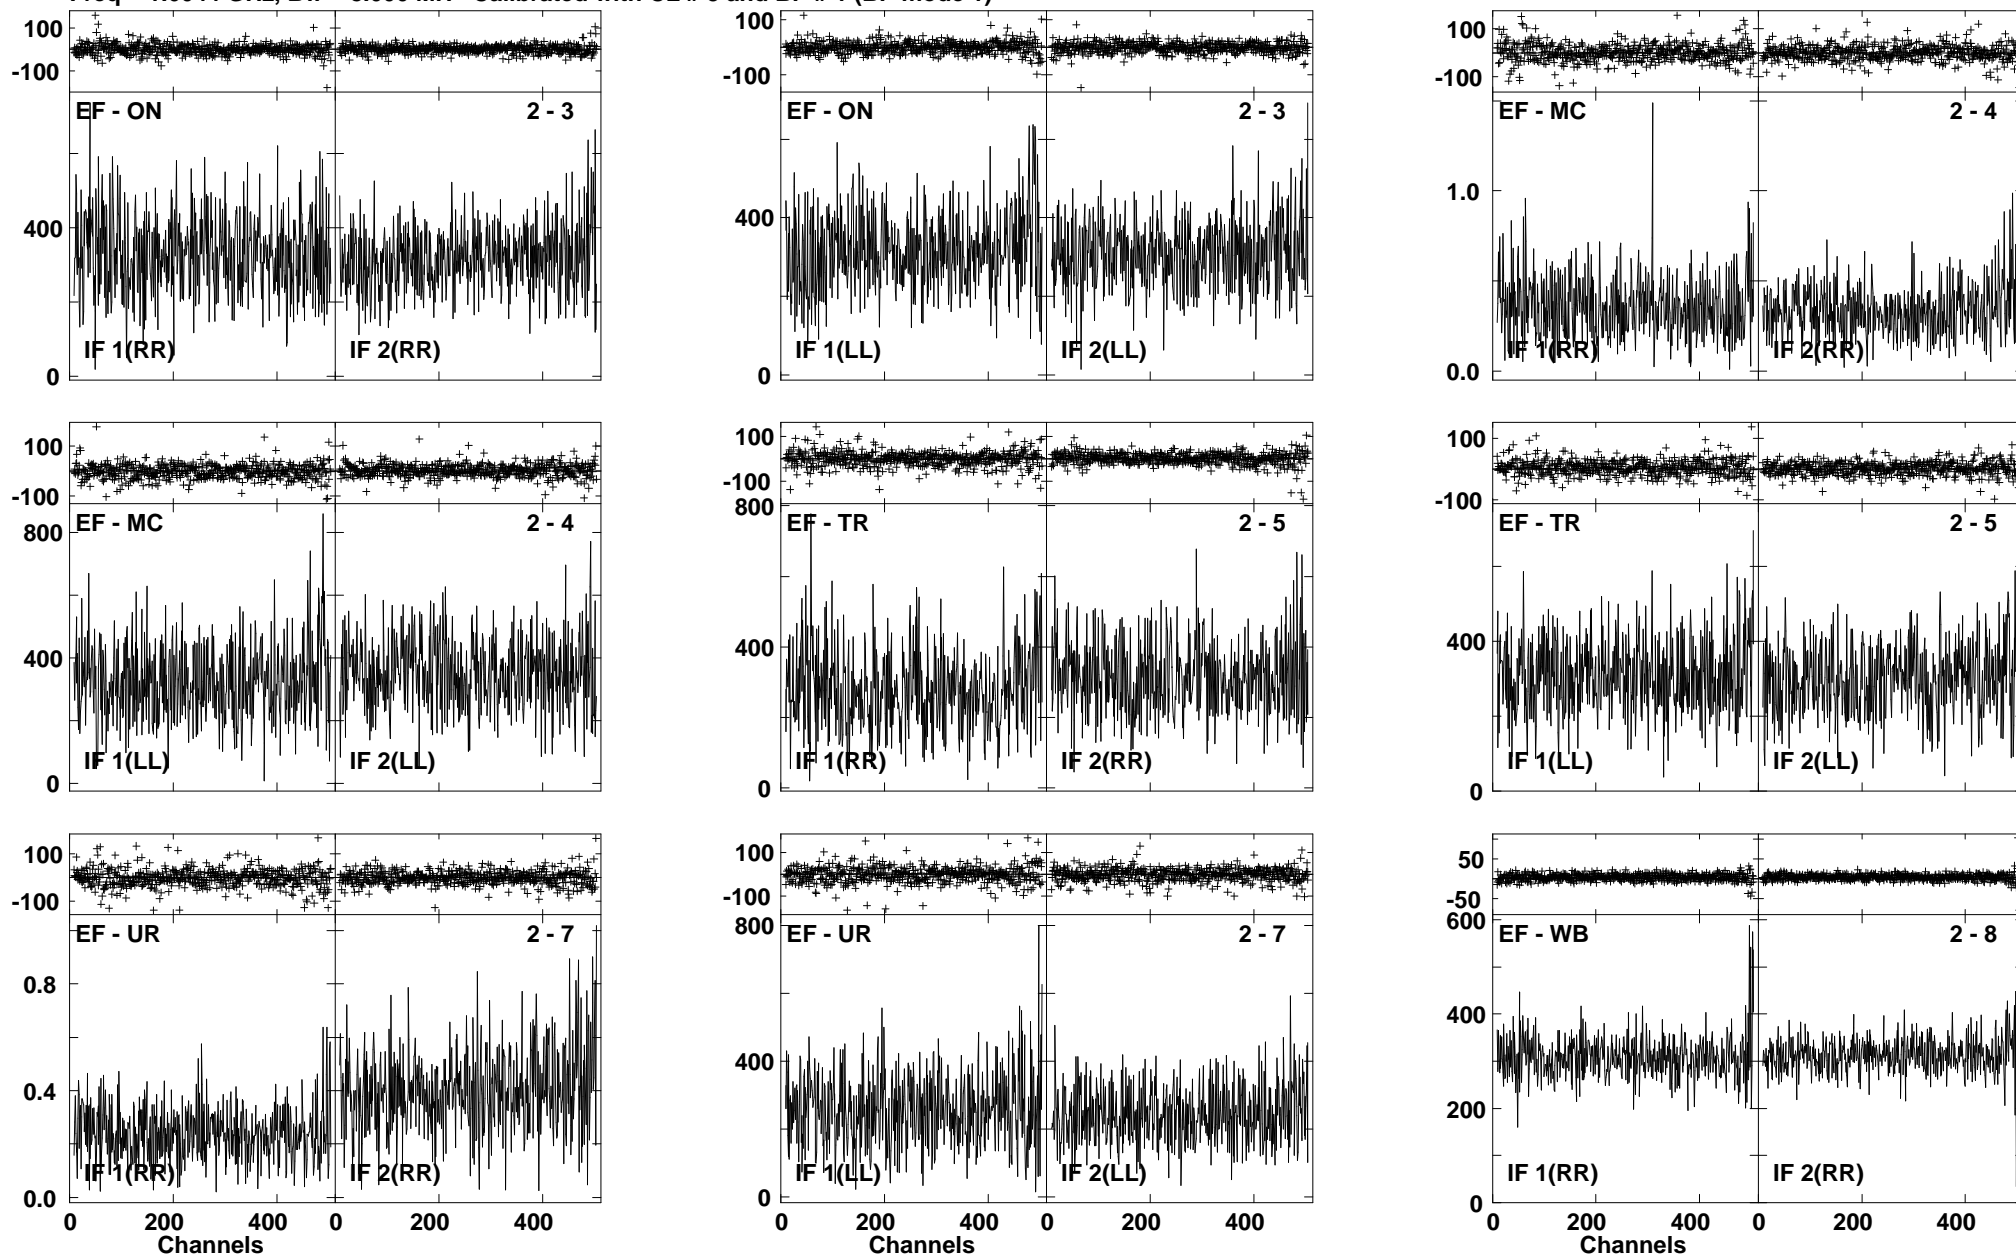 100 100 100
-100 -100 -100
EF - ON 2 - 3 EF - ON 2 - 3 EF - MC 2 - 4
1.0
400 400
IF 1(RR) IF 2(RR) IF 1(LL) IF 2(LL) IF 1(RR) IF 2(RR)
0 0 0.0
100 100 100
-100 -100 -100
800
EF - MC 2 - 4 EF - TR 2 - 5 EF - TR 2 - 5
800
400 400 400
IF 1(LL) IF 2(LL) IF 1(RR) IF 2(RR) IF 1(LL) IF 2(LL)
0 0 0
100 100 50
-100 -100 -50
800 600
EF - UR 2 - 7 EF - UR 2 - 7 EF - WB 2 - 8
0.8
400 400
0.4
200
IF 1(RR) IF 2(RR) IF 1(LL) IF 2(LL) IF 1(RR) IF 2(RR)
0.0 0 0
0 200 400 0 200 400 0 200 400 0 200 400 0 200 400 0 200 400
Channels Channels Channels